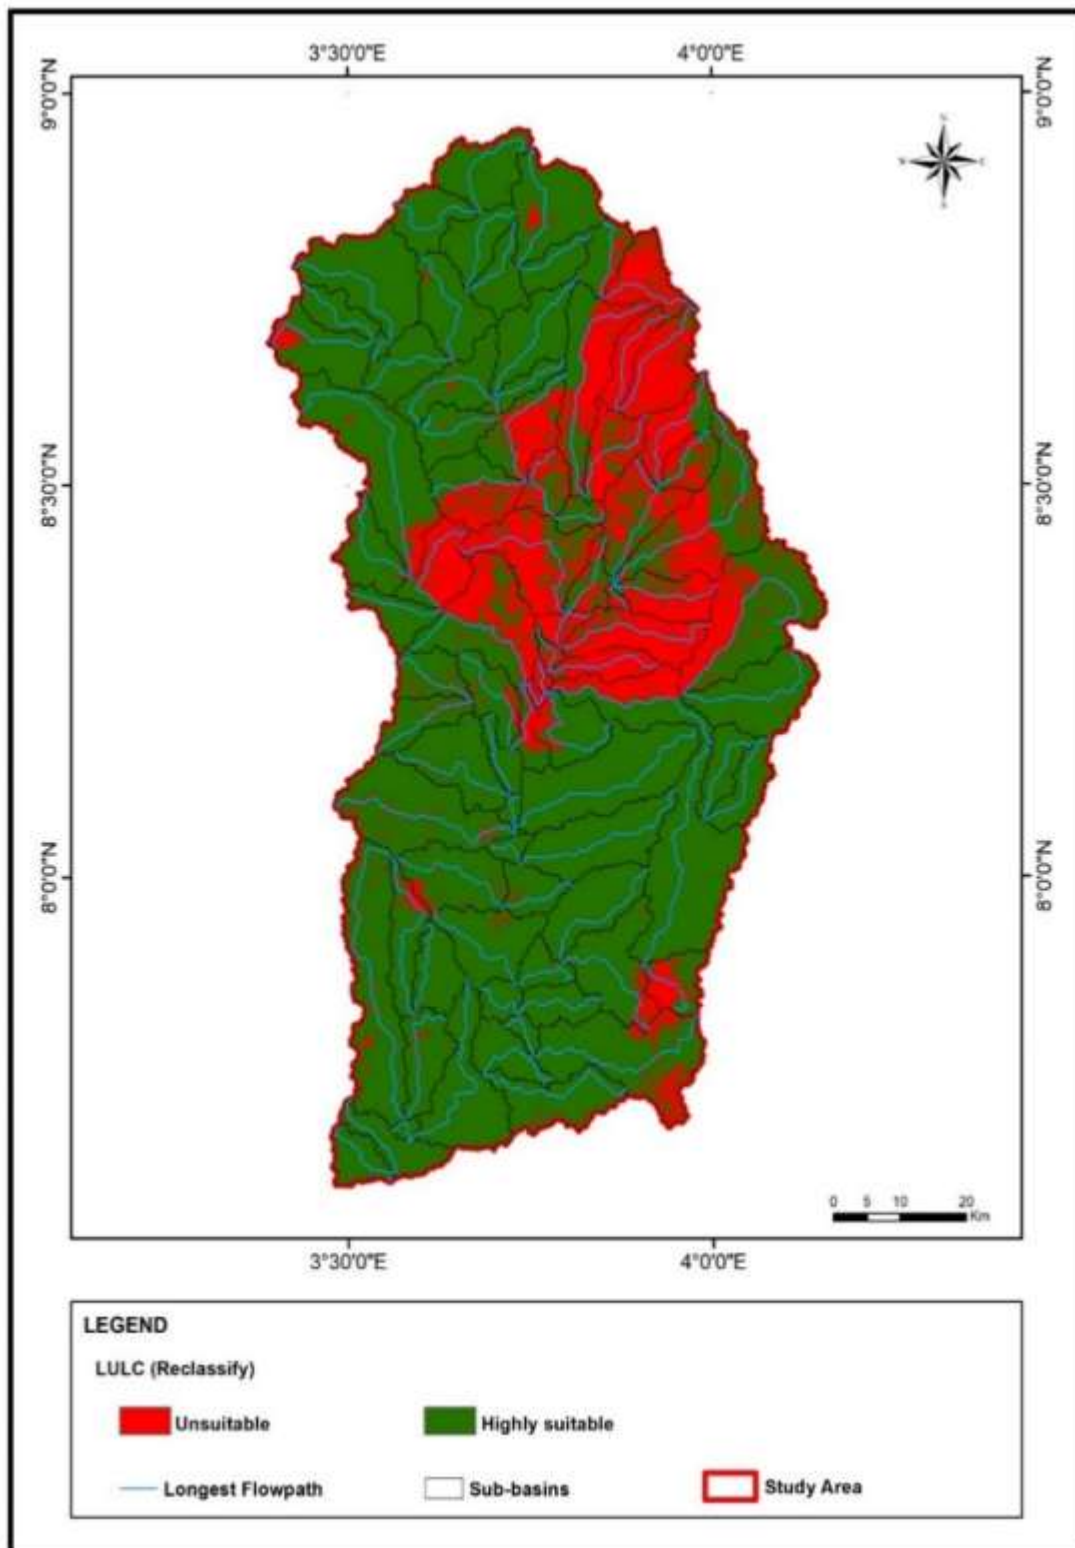 3°30'0"E 4°0'0"E
9°0'0"N 9°0'0"N
N
W E
S
8°30'0"N 8°30'0"N
8°0'0"N 8°0'0"N
0 5 10 20
Km
3°30'0"E 4°0'0"E
LEGEND
LULC (Reclassify)
Unsuitable Highly suitable
Longest Flowpath Sub-basins Study Area